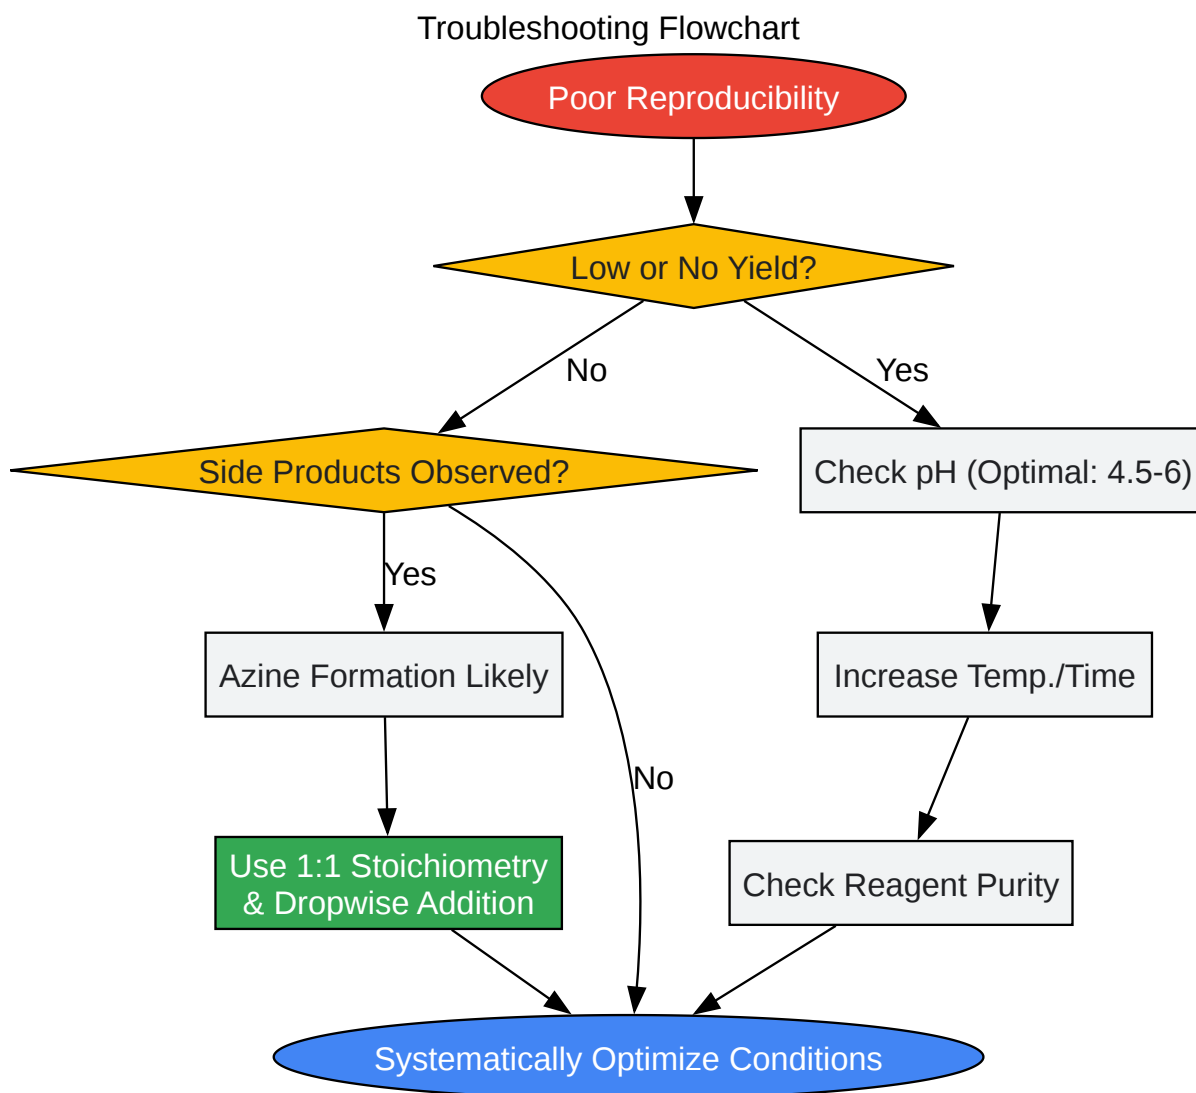 Troubleshooting Flowchart
Poor Reproducibility
Low or No Yield?
No
Yes
Side Products Observed?
Check pH (Optimal: 4.5-6)
Yes
Azine Formation Likely
Increase Temp./Time
No
Use 1:1 Stoichiometry
& Dropwise Addition
Check Reagent Purity
Systematically Optimize Conditions